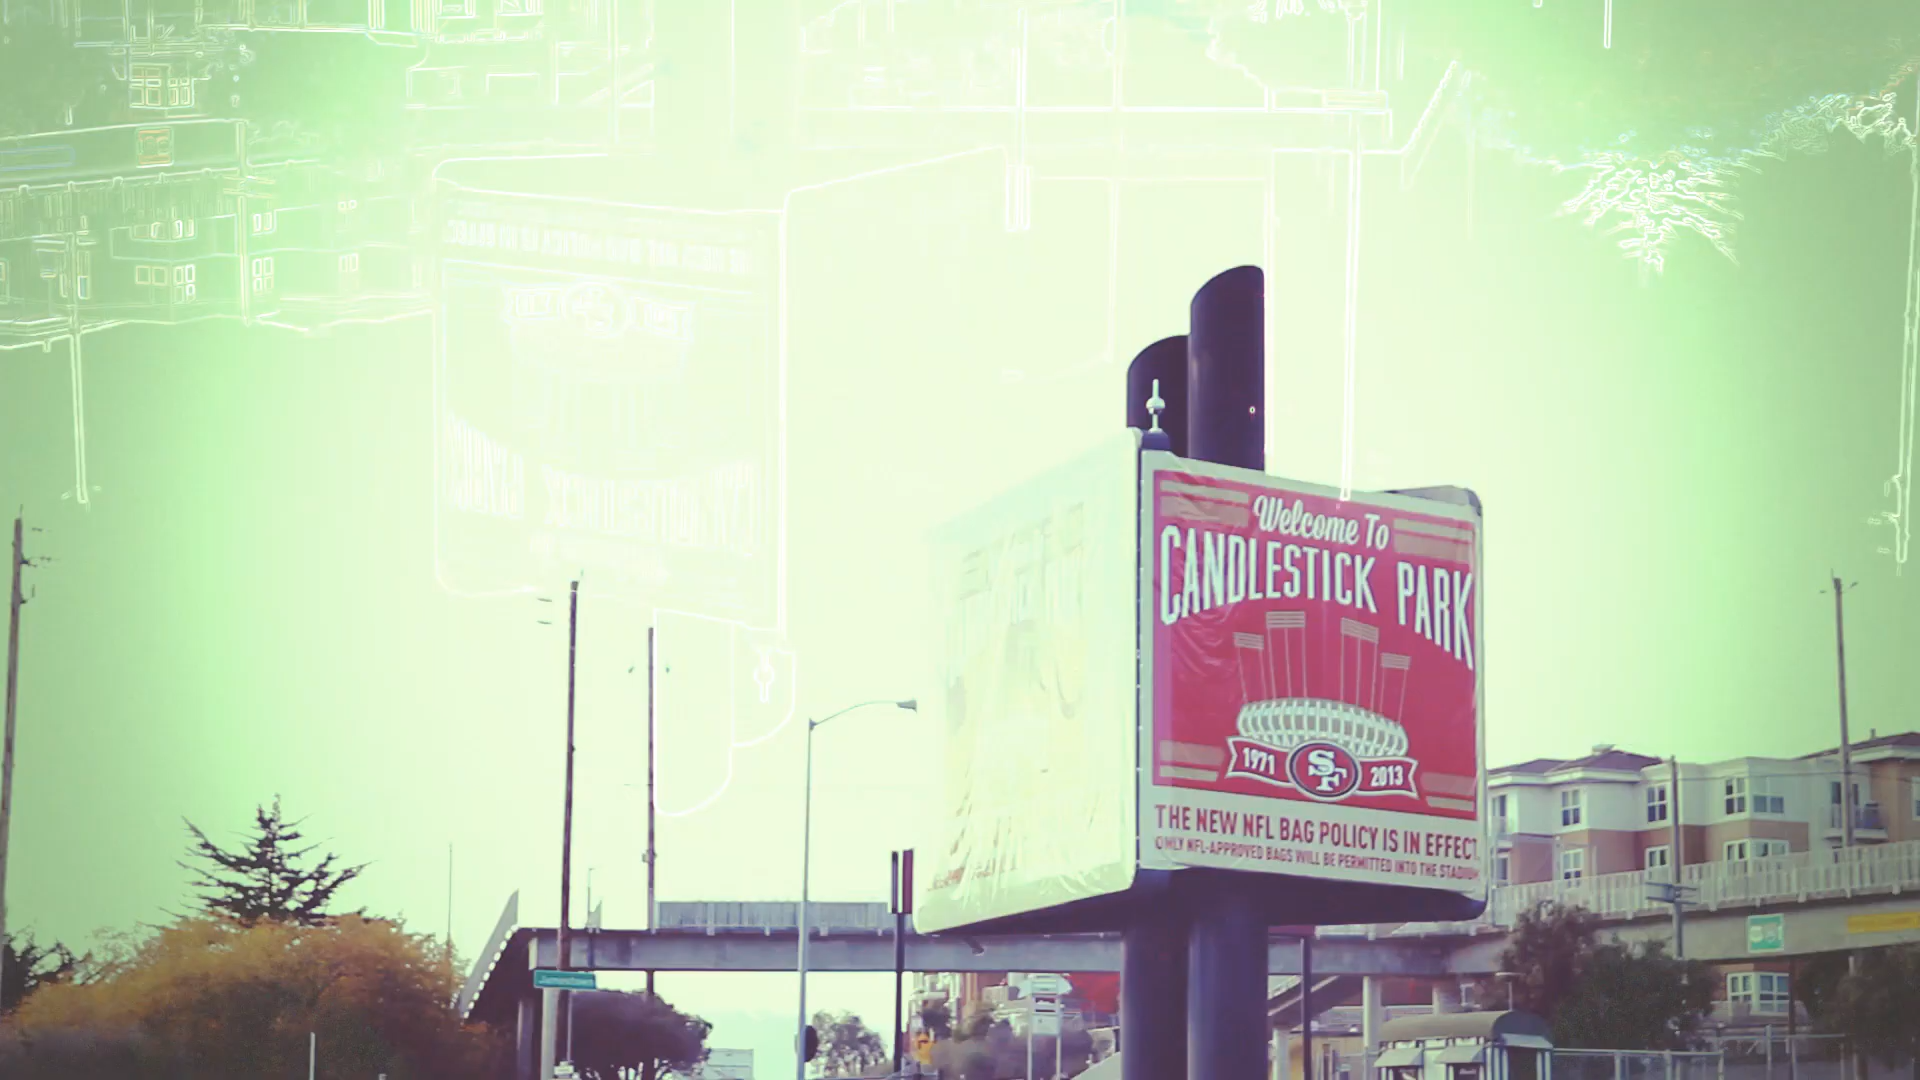 Welcome To
CANDLESTICK PARK
1971 SF 2013
THE NEW NFL BAG POLICY IS IN EFFECT.
ONLY NFL-APPROVED BAGS WILL BE PERMITTED INTO THE STADIUM